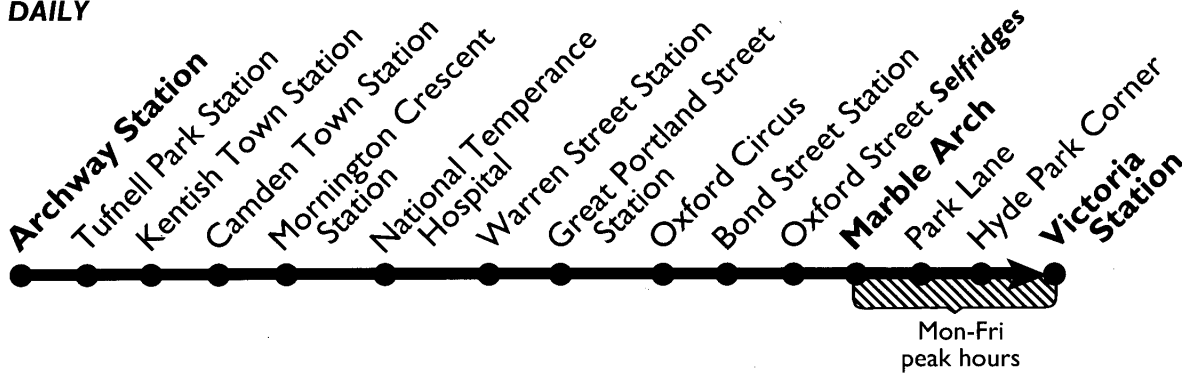 DAILY
Archway Station
Tufnell Park Station
Kentish Town Station
Camden Town Station
Mornington Crescent
Station
National Temperance
Hospital
Warren Street Station
Great Portland Street
Station
Oxford Circus
Bond Street Station
Oxford Street Selfridges
Marble Arch
Park Lane
Hyde Park Corner
Victoria
Station
Mon-Fri
peak hours